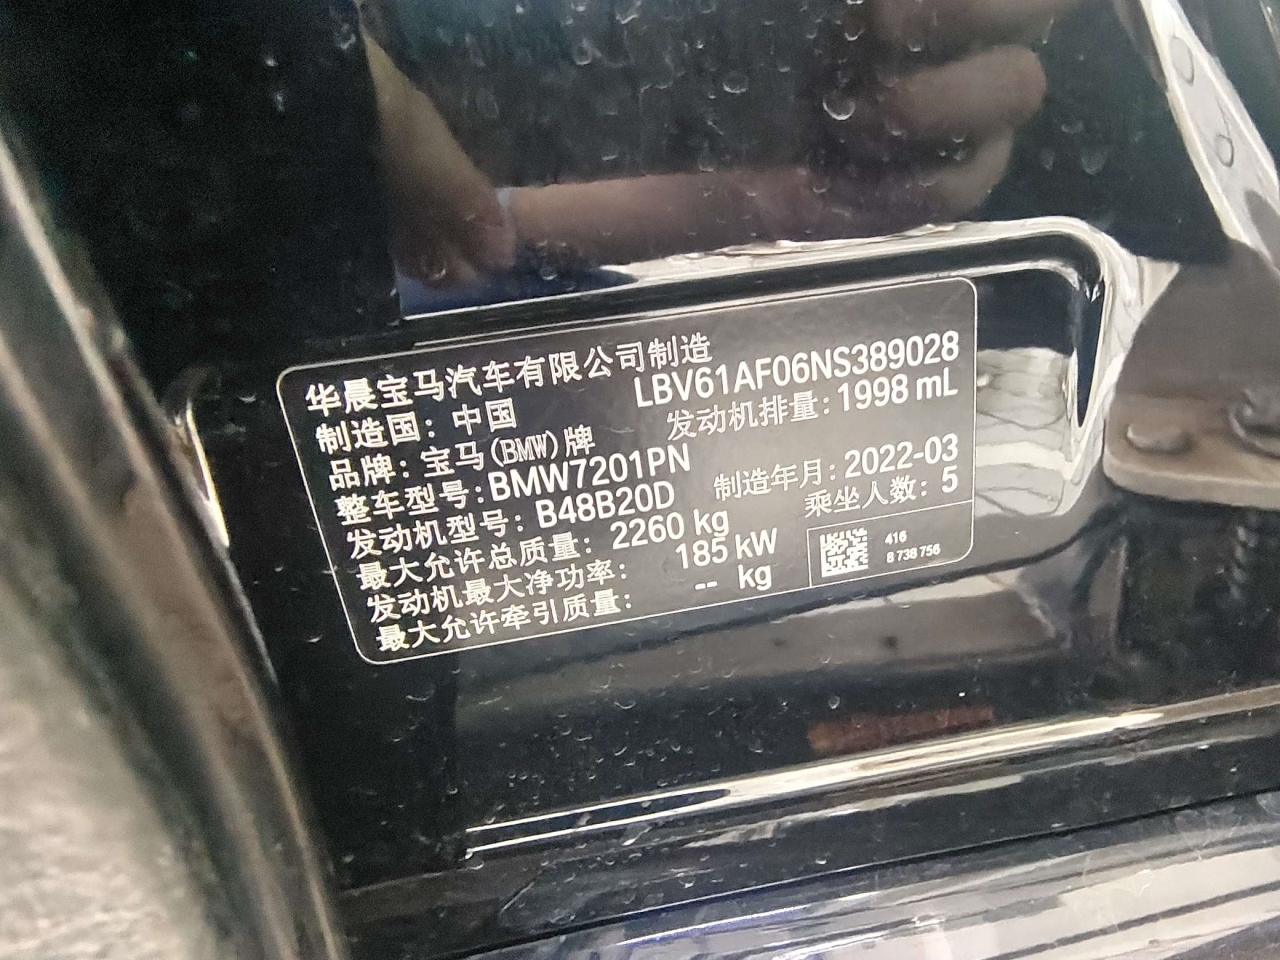 华晨宝马汽车有限公司制造
制造国：中国 LBV61AF06NS389028
品牌：宝马(BMW)牌 发动机排量：1998 mL
整车型号：BMW7201PN
发动机型号：B48B20D 制造年月：2022-03
最大允许总质量：2260 kg 乘坐人数：5
发动机最大净功率：185 kW
最大允许牵引质量：-- kg
416
8 738 756